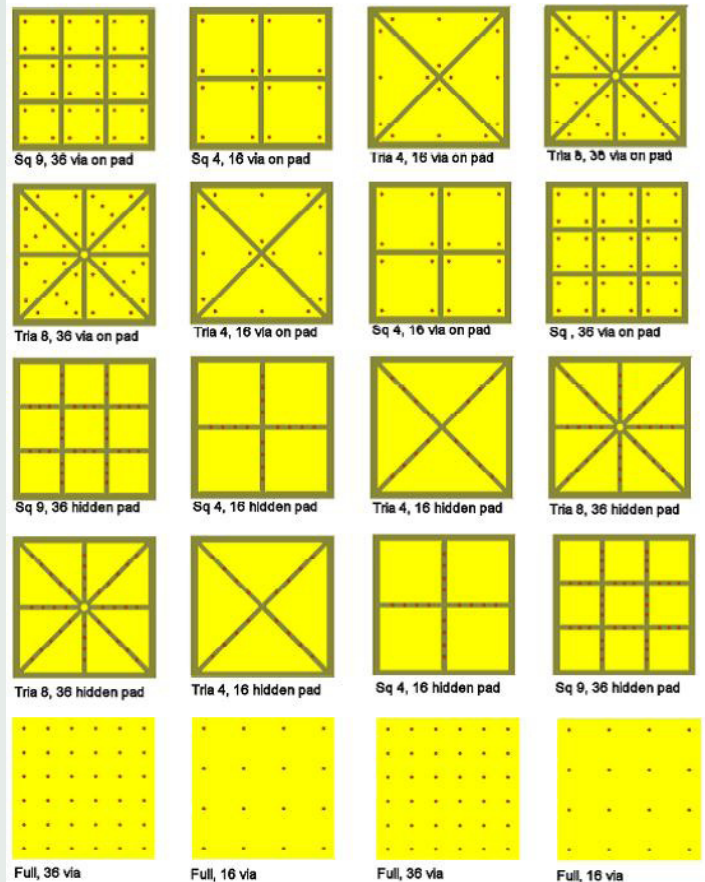 Sq 9, 36 via on pad
Sq 4, 16 via on pad
Tria 4, 16 via on pad
Tria 8, 36 via on pad
Tria 8, 36 via on pad
Tria 4, 16 via on pad
Sq 4, 16 via on pad
Sq , 36 via on pad
Sq 9, 36 hidden pad
Sq 4, 16 hidden pad
Tria 4, 16 hidden pad
Tria 8, 36 hidden pad
Tria 8, 36 hidden pad
Tria 4, 16 hidden pad
Sq 4, 16 hidden pad
Sq 9, 36 hidden pad
Full, 36 via
Full, 16 via
Full, 36 via
Full, 16 via